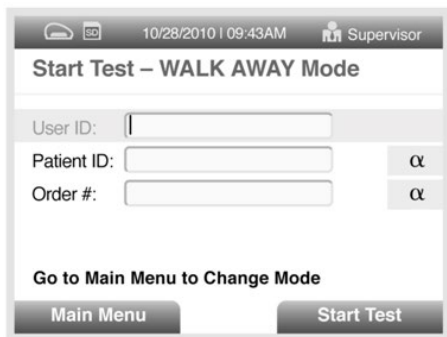 SD 10/28/2010 | 09:43AM Supervisor
Start Test – WALK AWAY Mode
User ID:
Patient ID: α
Order #: α
Go to Main Menu to Change Mode
Main Menu Start Test